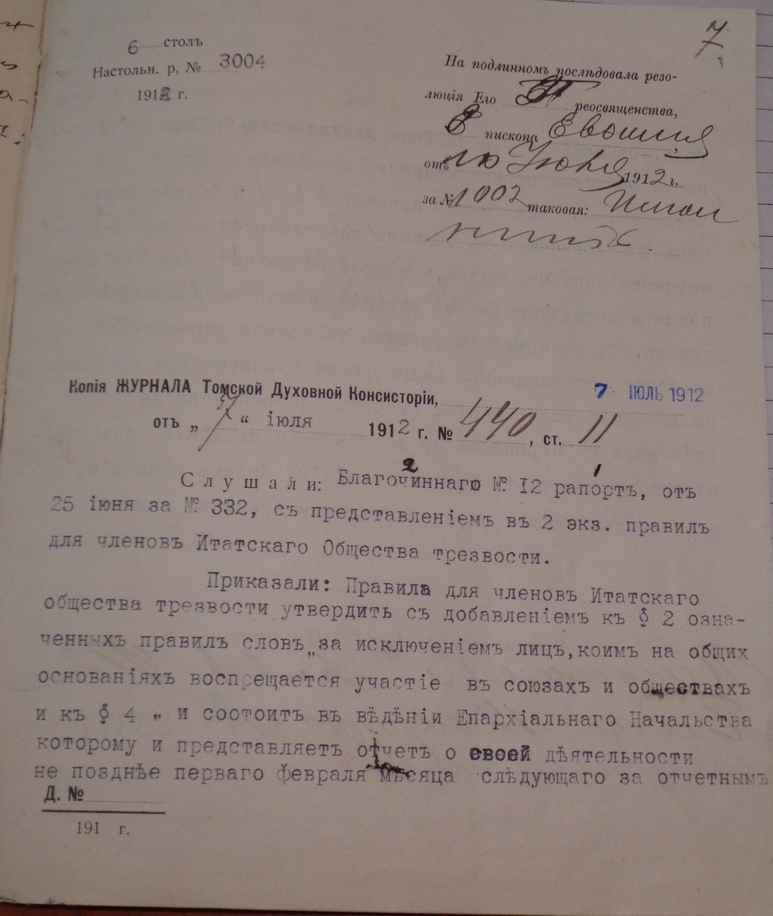 7.
6 столъ
Настольн. р. № 3004
1912 г.
На подлинномъ послѣдовала резо-
люція Его Преосвященства,
Епископа
отъ 10 Іюля 1912 г.
за № 1002 таковая:
Копія ЖУРНАЛА Томской Духовной Консисторіи, 7 ІЮЛЬ 1912
отъ „7“ іюля 1912 г. № 440, ст. 11
Слушали: Благочиннаго № 12 рапортъ, отъ
2 1
25 іюня за № 332, съ представленіемъ въ 2 экз. правилъ
для членовъ Итатскаго Общества трезвости.
Приказали: Правила для членовъ Итатскаго
общества трезвости утвердить съ добавленіемъ къ § 2 озна-
ченныхъ правилъ словъ „за исключеніемъ лицъ,коимъ на общих
основаніяхъ воспрещается участіе въ союзахъ и обществахъ
и къ § 4 „ и состоитъ въ вѣдѣніи Епархіальнаго Начальства
которому и представляетъ отчетъ о своей дѣятельности
не позднѣе перваго февраля мѣсяца слѣдующаго за отчетнымъ
Д. №
191 г.